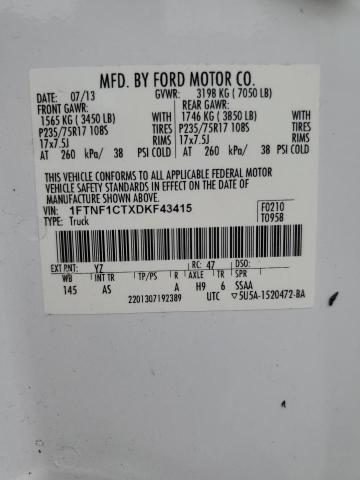 MFD. BY FORD MOTOR CO.
DATE: 07/13 GVWR: 3198 KG ( 7050 LB)
FRONT GAWR: REAR GAWR:
1565 KG ( 3450 LB) 1746 KG ( 3850 LB)
P235/75R17 108S TIRES P235/75R17 108S TIRES
17x7.5J RIMS 17x7.5J RIMS
AT 260 kPa/ 38 PSI COLD AT 260 kPa/ 38 PSI COLD
THIS VEHICLE CONFORMS TO ALL APPLICABLE FEDERAL MOTOR
VEHICLE SAFETY AND THEFT PREVENTION STANDARDS IN EFFECT ON THE DATE OF
MANUFACTURE SHOWN ABOVE.
VIN: 1FTNF1CTXDKF43415 F0210
TYPE: Truck T0958
EXT PNT: YZ RC: 47 DSO:
WB INT TR TP/PS R AXLE TR SPR
145 AS A H9 6 SSAA
2201307192389 UTC ▽5U5A-1520472-BA